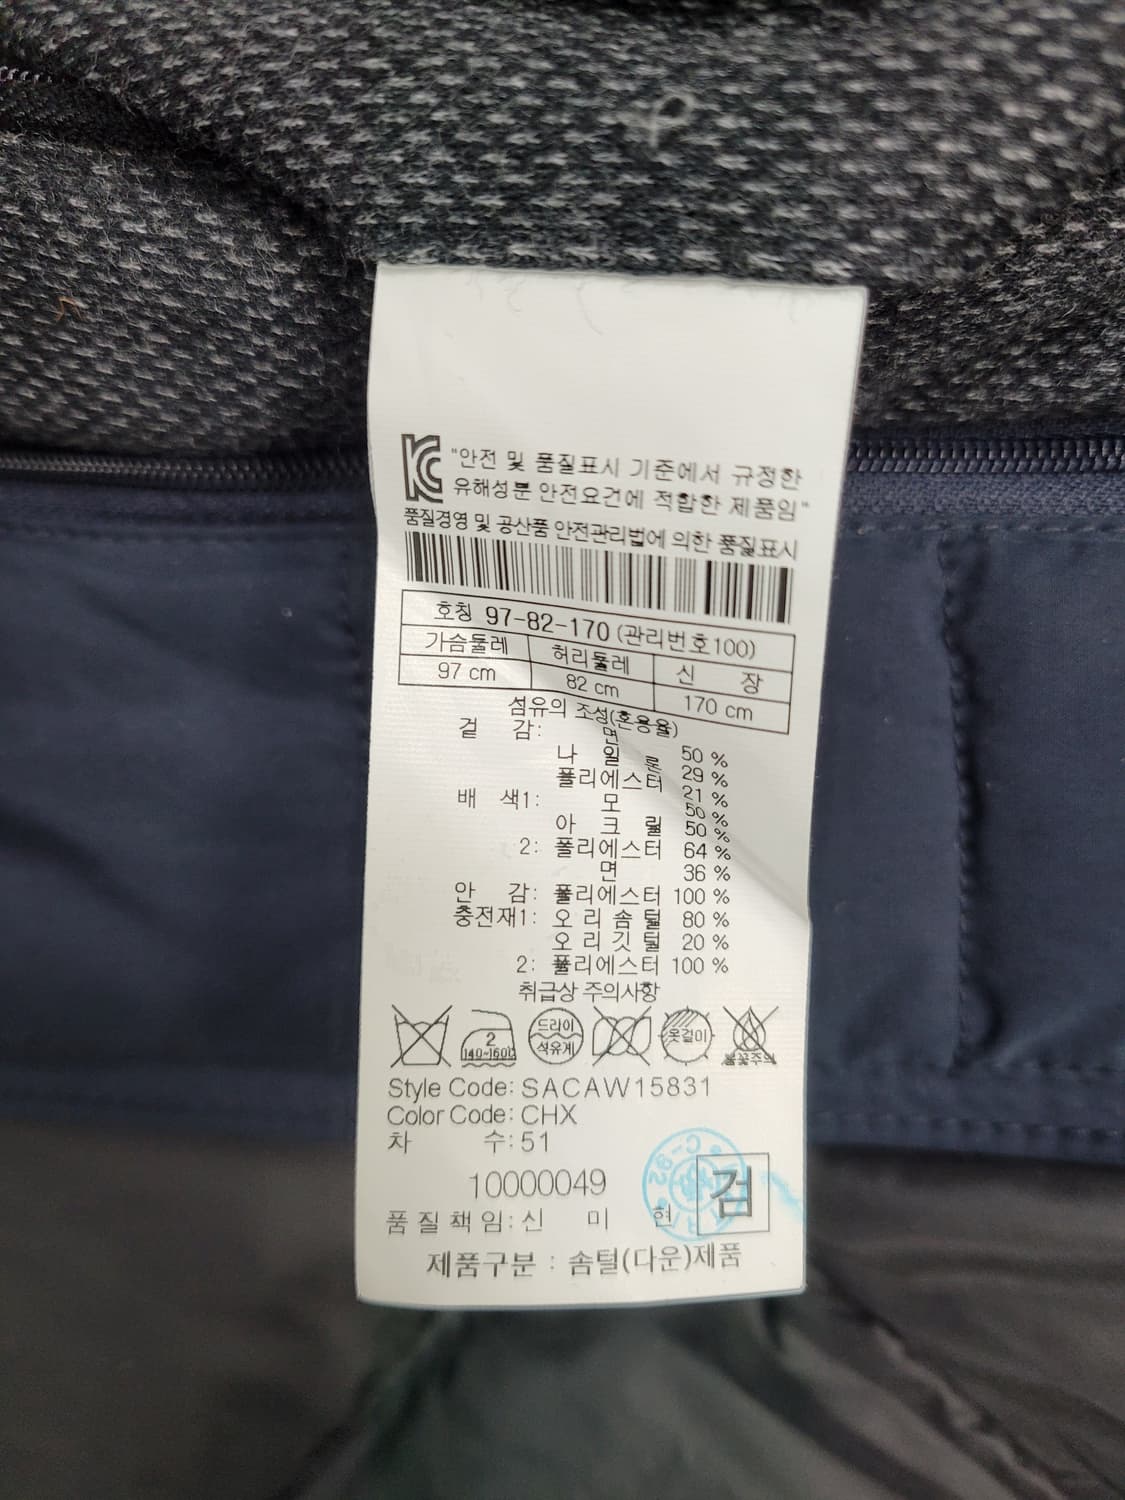 KC
"안전 및 품질표시 기준에서 규정한
유해성분 안전요건에 적합한 제품임"
품질경영 및 공산품 안전관리법에 의한 품질표시
호칭 97-82-170 (관리번호100)
가슴둘레 허리둘레 신 장
97 cm 82 cm 170 cm
섬유의 조성(혼용율)
겉 감: 면 50 %
나 일 론 29 %
폴리에스터 21 %
배 색1: 모 50 %
아 크 릴 50 %
2: 폴리에스터 64 %
면 36 %
안 감: 폴리에스터 100 %
충전재1: 오 리 솜 털 80 %
오 리 깃 털 20 %
2: 폴리에스터 100 %
취급상 주의사항
2 드라이 옷걸이
140~160℃ 석유계 불꽃주의
Style Code: SACAW15831
Color Code: CHX
차 수: 51
10000049
품 질 책 임: 신 미 현 검
제품구분 : 솜털(다운)제품